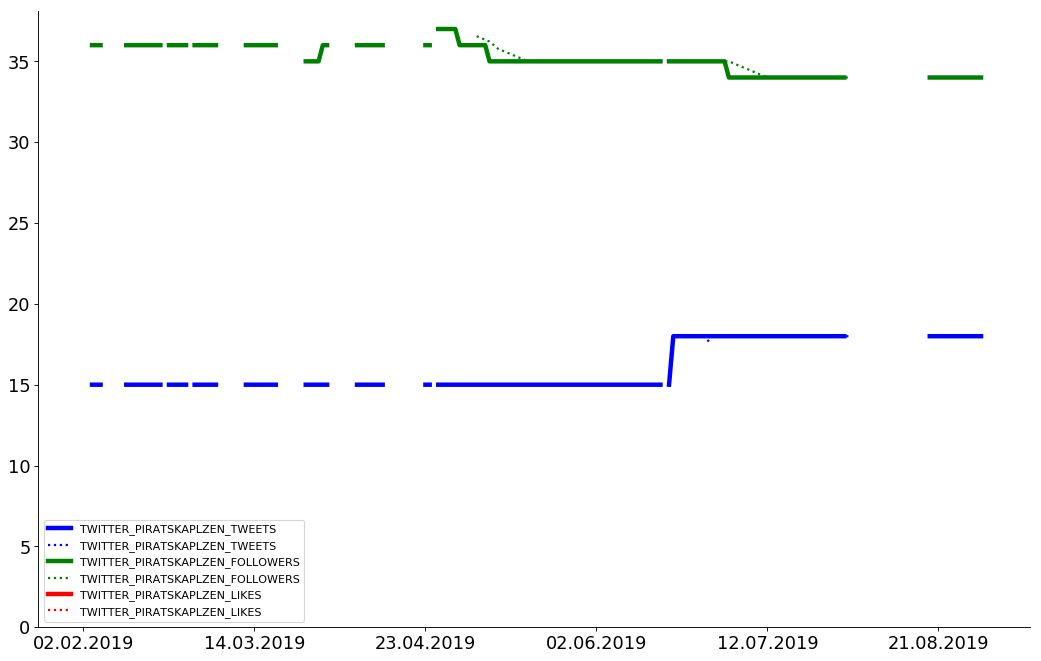 35
30
25
20
15
10
5
0
TWITTER_PIRATSKAPLZEN_TWEETS
TWITTER_PIRATSKAPLZEN_TWEETS
TWITTER_PIRATSKAPLZEN_FOLLOWERS
TWITTER_PIRATSKAPLZEN_FOLLOWERS
TWITTER_PIRATSKAPLZEN_LIKES
TWITTER_PIRATSKAPLZEN_LIKES
02.02.2019 14.03.2019 23.04.2019 02.06.2019 12.07.2019 21.08.2019